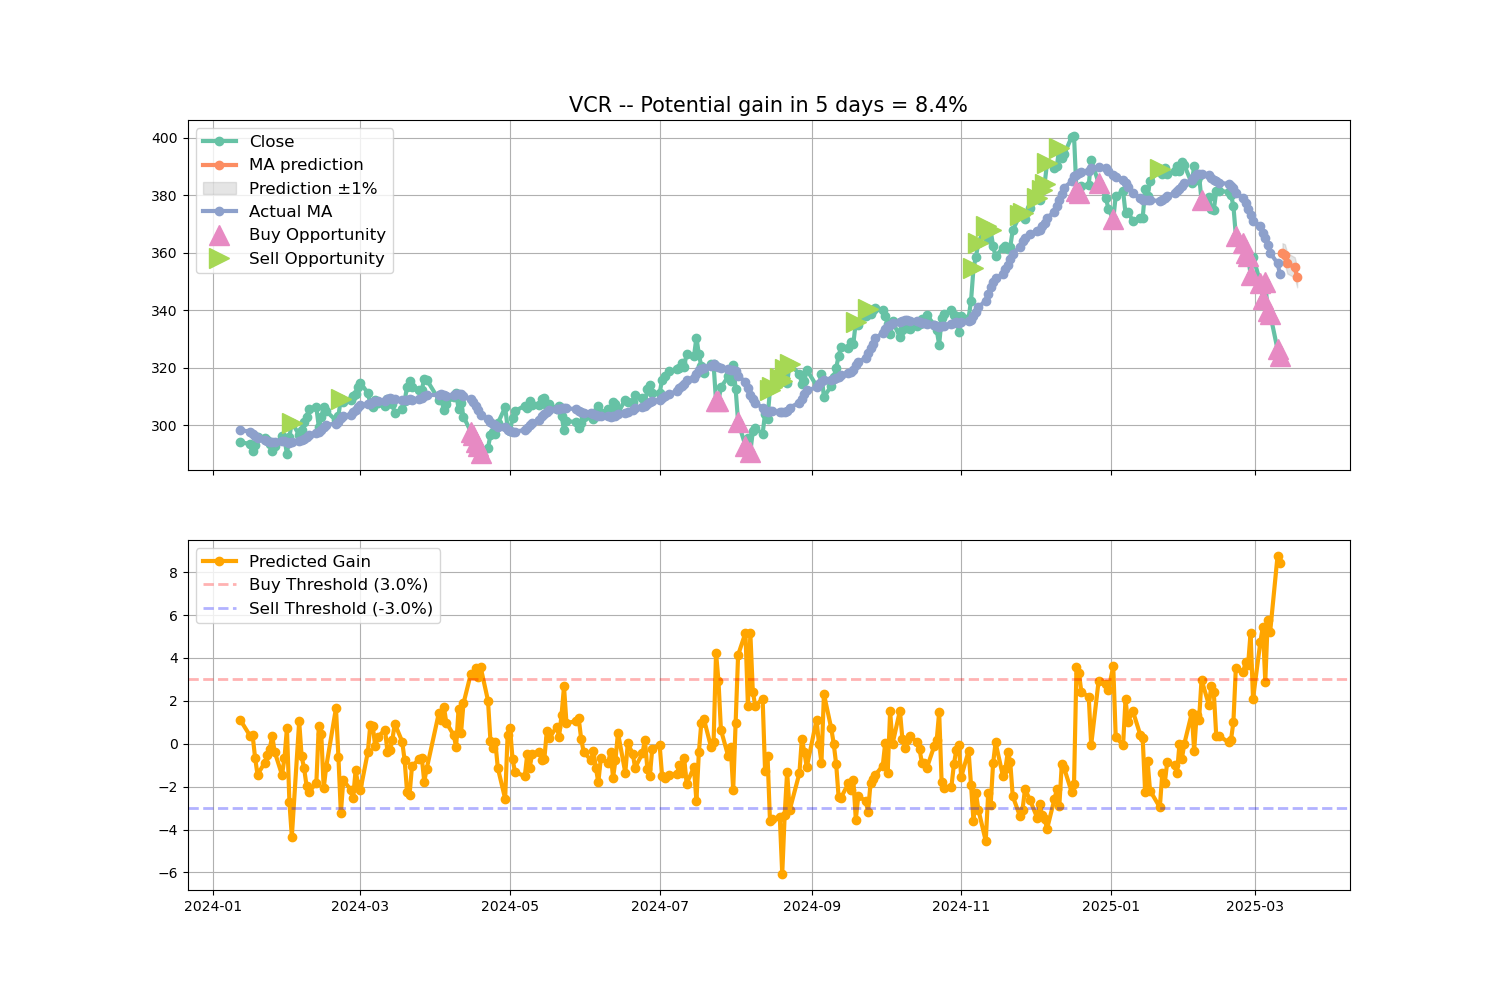 VCR -- Potential gain in 5 days = 8.4%
400
380
360
340
320
300
Close
MA prediction
Prediction ±1%
Actual MA
Buy Opportunity
Sell Opportunity
8
6
4
2
0
−2
−4
−6
Predicted Gain
Buy Threshold (3.0%)
Sell Threshold (-3.0%)
2024-01 2024-03 2024-05 2024-07 2024-09 2024-11 2025-01 2025-03